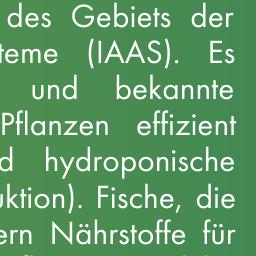 des Gebiets der
teme (IAAS). Es
und bekannte
Pflanzen effizient
d hydroponische
uktion). Fische, die
ern Nährstoffe für